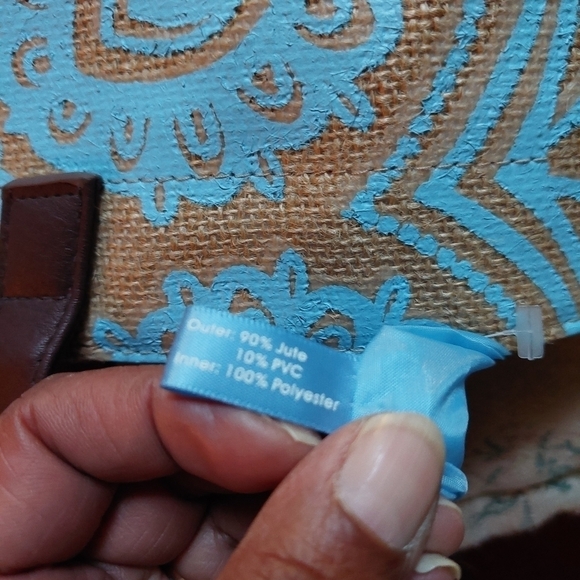 Outer: 90% Jute
10% PVC
Inner: 100% Polyester